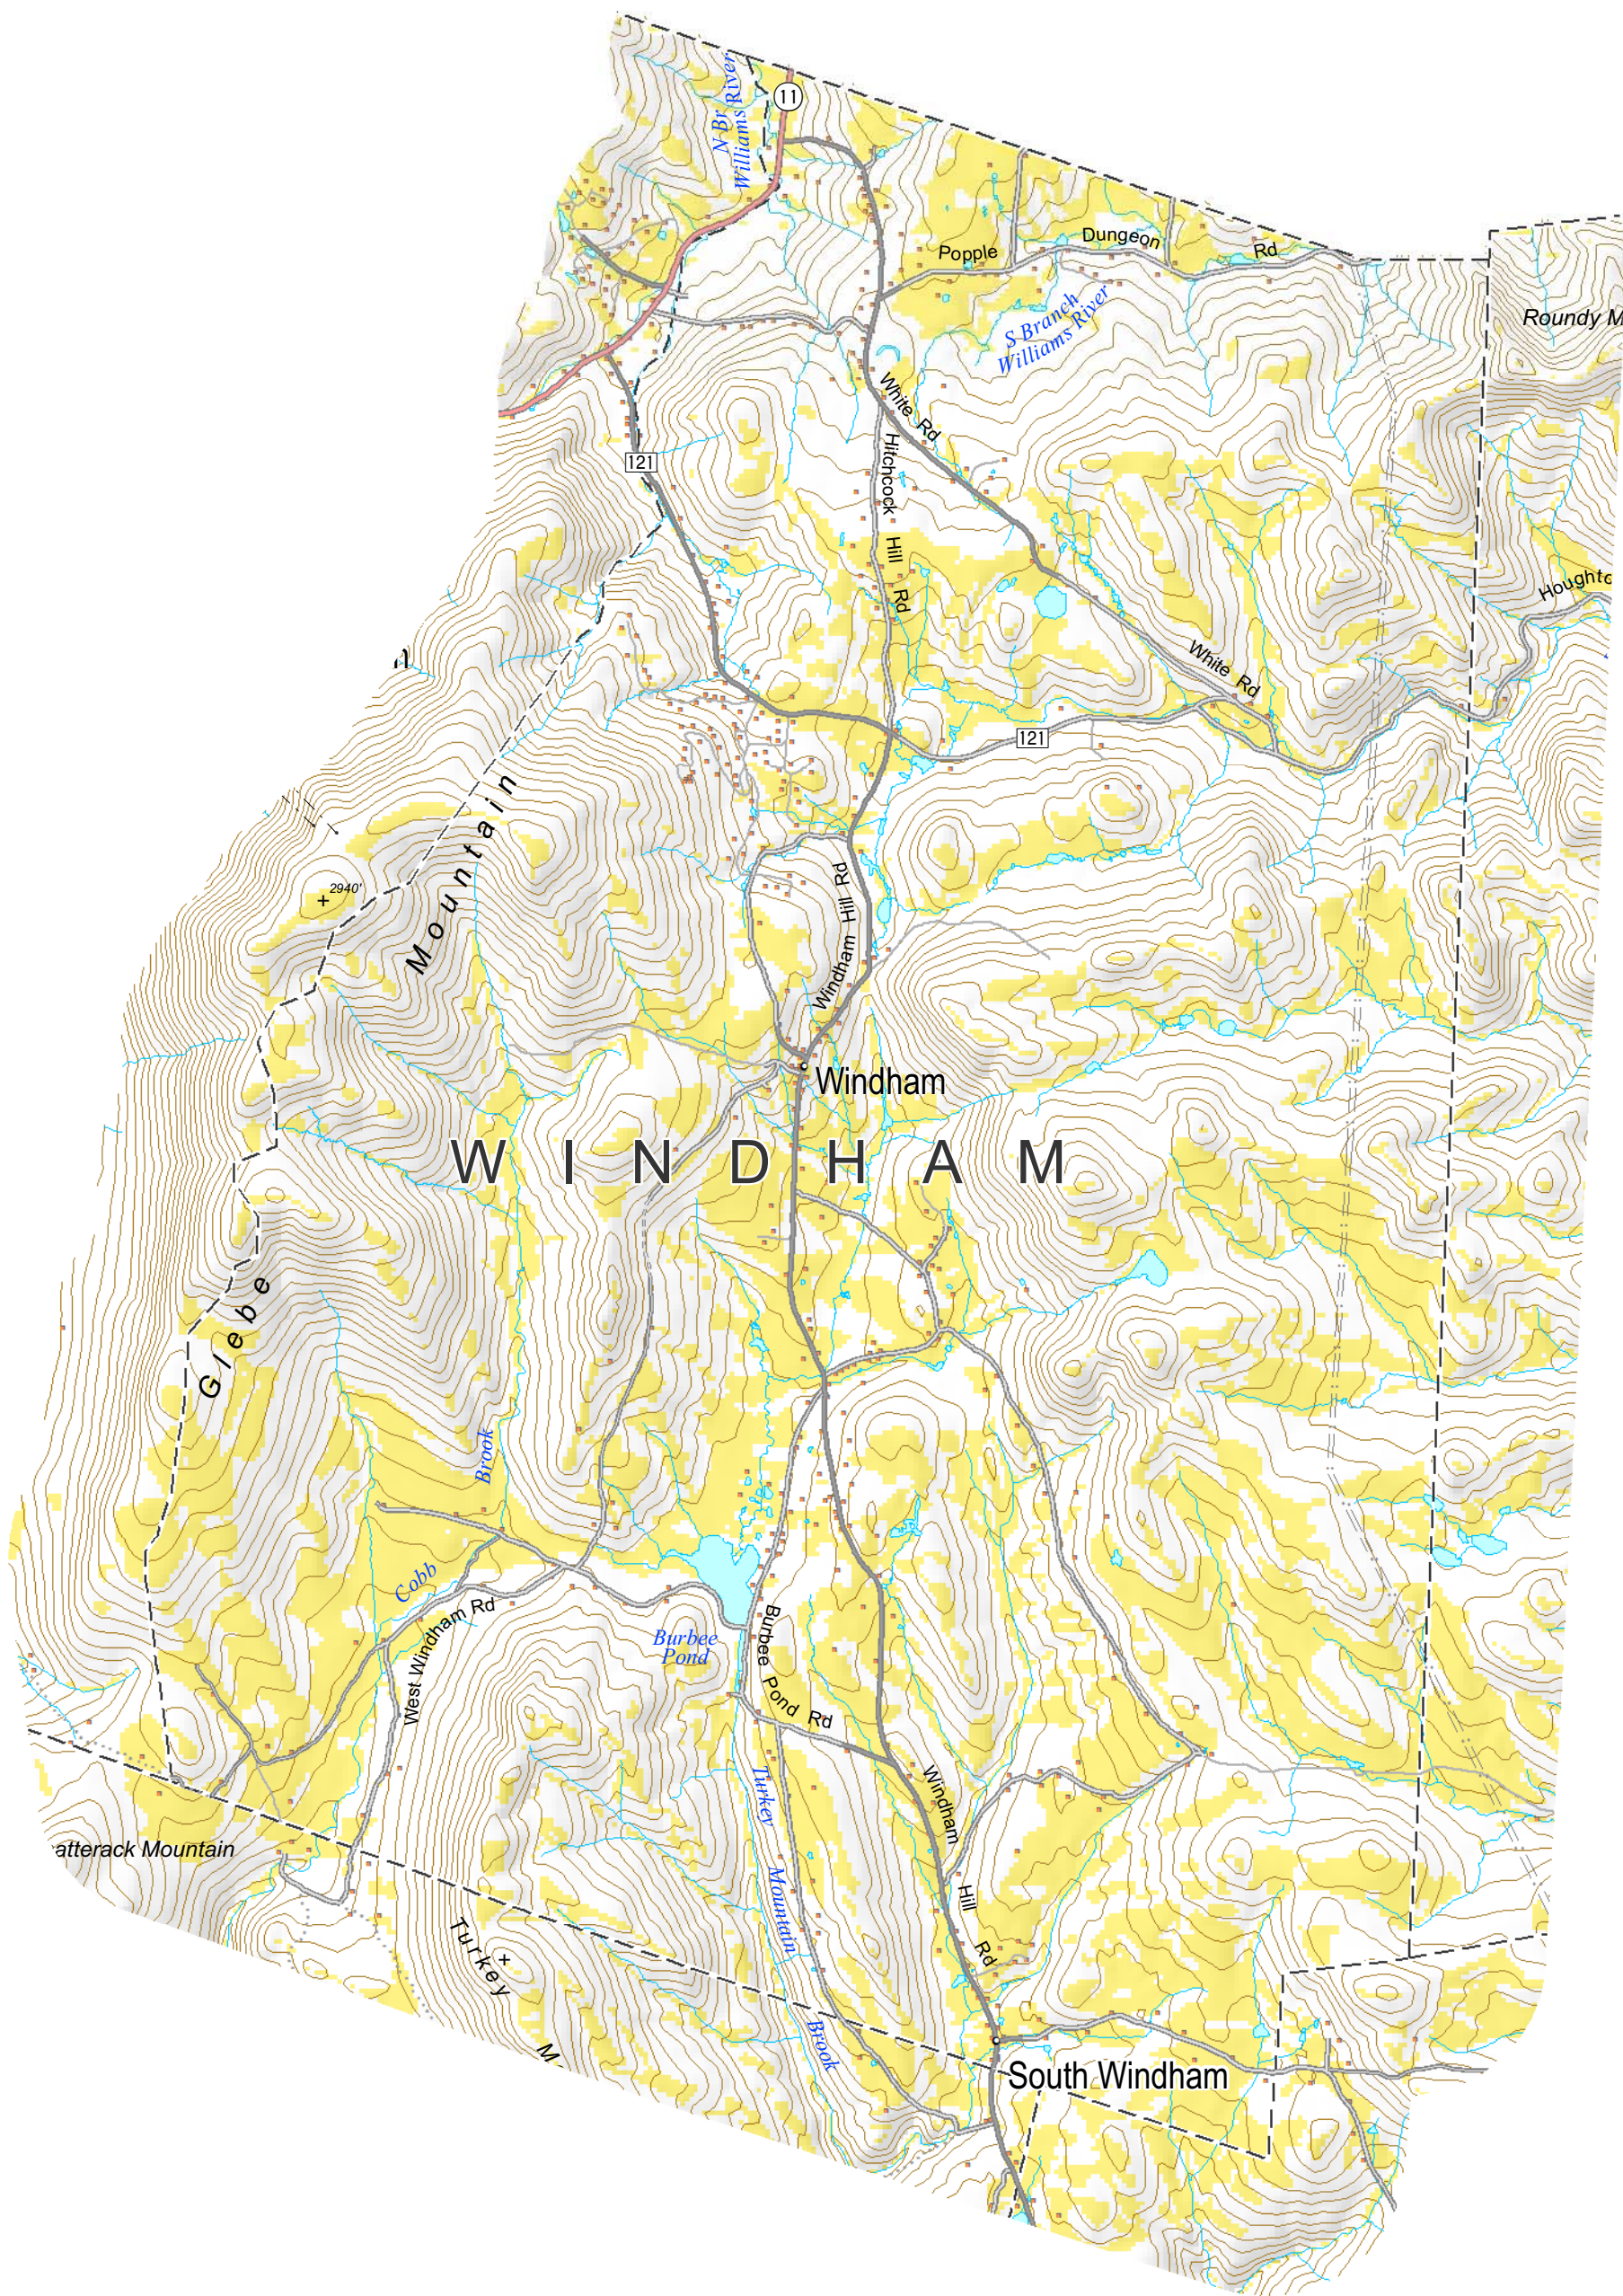 11
N Br
Williams River
Popple Dungeon Rd
S Branch
Williams River
Roundy M
White Rd
121
Hitchcock Hill Rd
Houghto
White Rd
n
121
2940'
Mountain
Windham Hill Rd
Windham
WINDHAM
Glebe
Brook
Cobb
West Windham Rd
Burbee
Pond
Burbee Pond Rd
Turkey Mountain Brook
Windham Hill Rd
atterack Mountain
Turkey M
South Windham